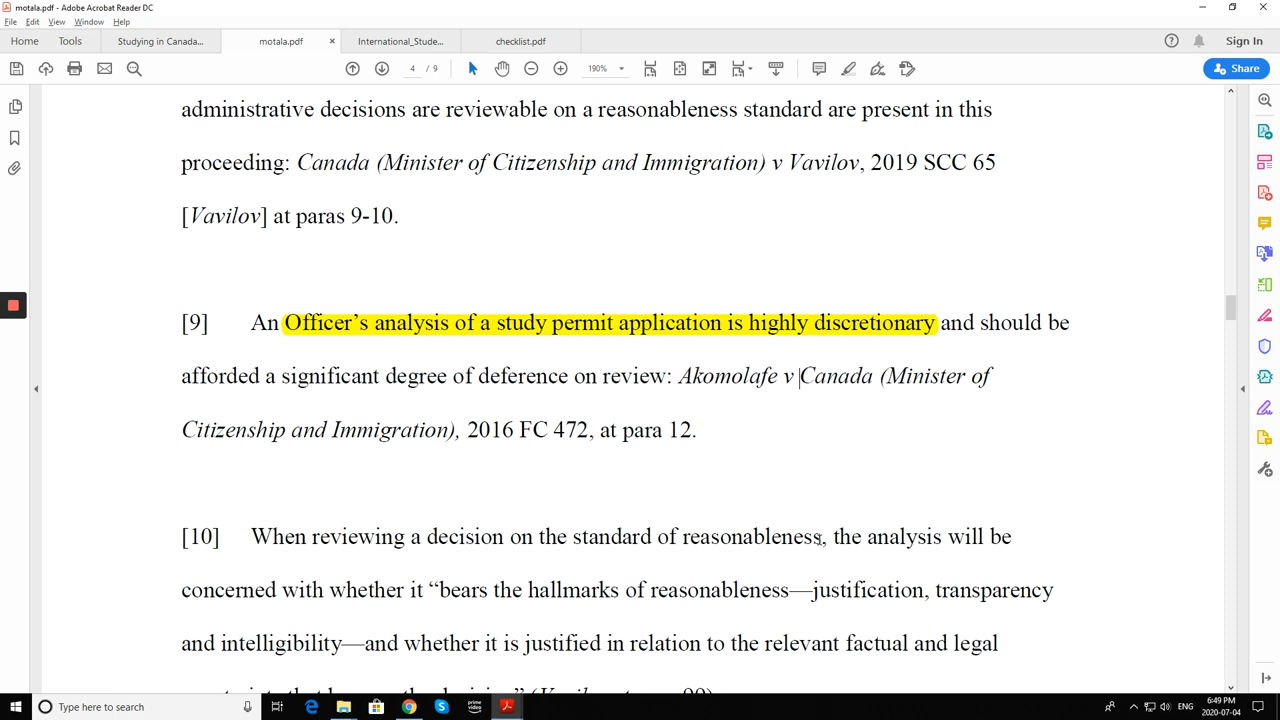 motala.pdf - Adobe Acrobat Reader DC
File Edit View Window Help
Home Tools Studying in Canada... motala.pdf × International_Stude... checklist.pdf Sign In
4 / 9 190% Share
administrative decisions are reviewable on a reasonableness standard are present in this
proceeding: Canada (Minister of Citizenship and Immigration) v Vavilov, 2019 SCC 65
[Vavilov] at paras 9-10.
[9] An Officer’s analysis of a study permit application is highly discretionary and should be
afforded a significant degree of deference on review: Akomolafe v Canada (Minister of
Citizenship and Immigration), 2016 FC 472, at para 12.
[10] When reviewing a decision on the standard of reasonableness, the analysis will be
concerned with whether it “bears the hallmarks of reasonableness—justification, transparency
and intelligibility—and whether it is justified in relation to the relevant factual and legal
Type here to search prime video ENG 6:49 PM
2020-07-04